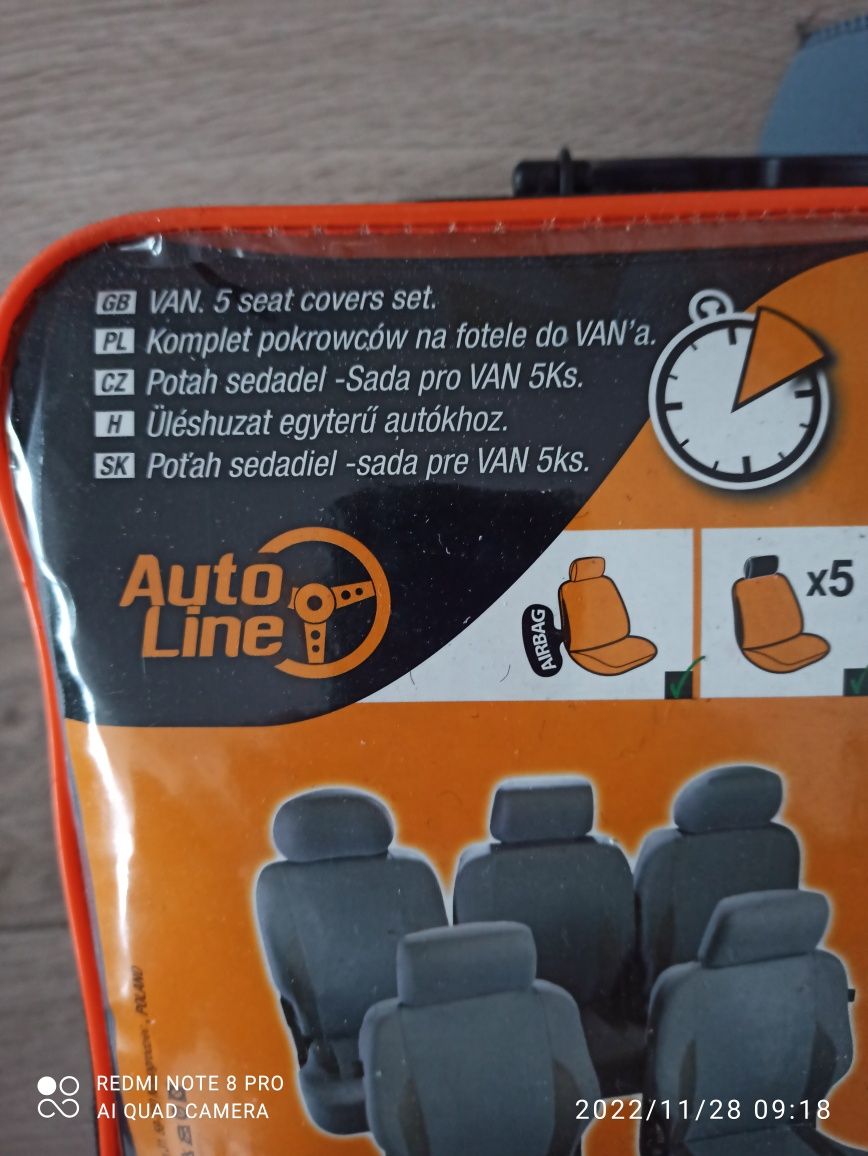 GB VAN. 5 seat covers set.
PL Komplet pokrowców na fotele do VAN'a.
CZ Potah sedadel -Sada pro VAN 5Ks.
H Üléshuzat egyterű autókhoz.
SK Poťah sedadiel -sada pre VAN 5ks.
Auto
Line
AIRBAG
x5
POLAND
REDMI NOTE 8 PRO
AI QUAD CAMERA
2022/11/28 09:18